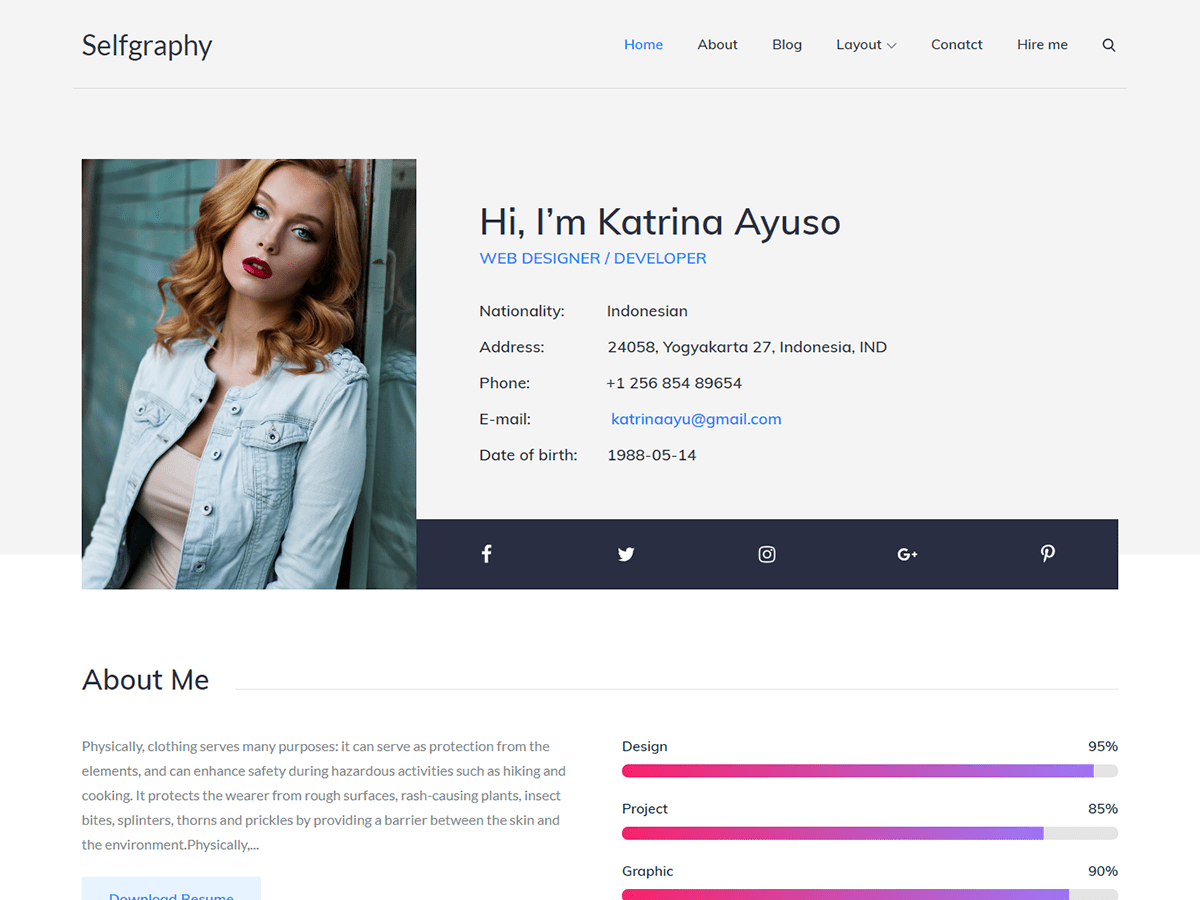 Selfgraphy
Home About Blog Layout Conatct Hire me
Hi, I'm Katrina Ayuso
WEB DESIGNER / DEVELOPER
Nationality: Indonesian
Address: 24058, Yogyakarta 27, Indonesia, IND
Phone: +1 256 854 89654
E-mail: katrinaayu@gmail.com
Date of birth: 1988-05-14
G+
About Me
Physically, clothing serves many purposes: it can serve as protection from the
elements, and can enhance safety during hazardous activities such as hiking and
cooking. It protects the wearer from rough surfaces, rash-causing plants, insect
bites, splinters, thorns and prickles by providing a barrier between the skin and
the environment.Physically,...
Download Resume
Design 95%
Project 85%
Graphic 90%